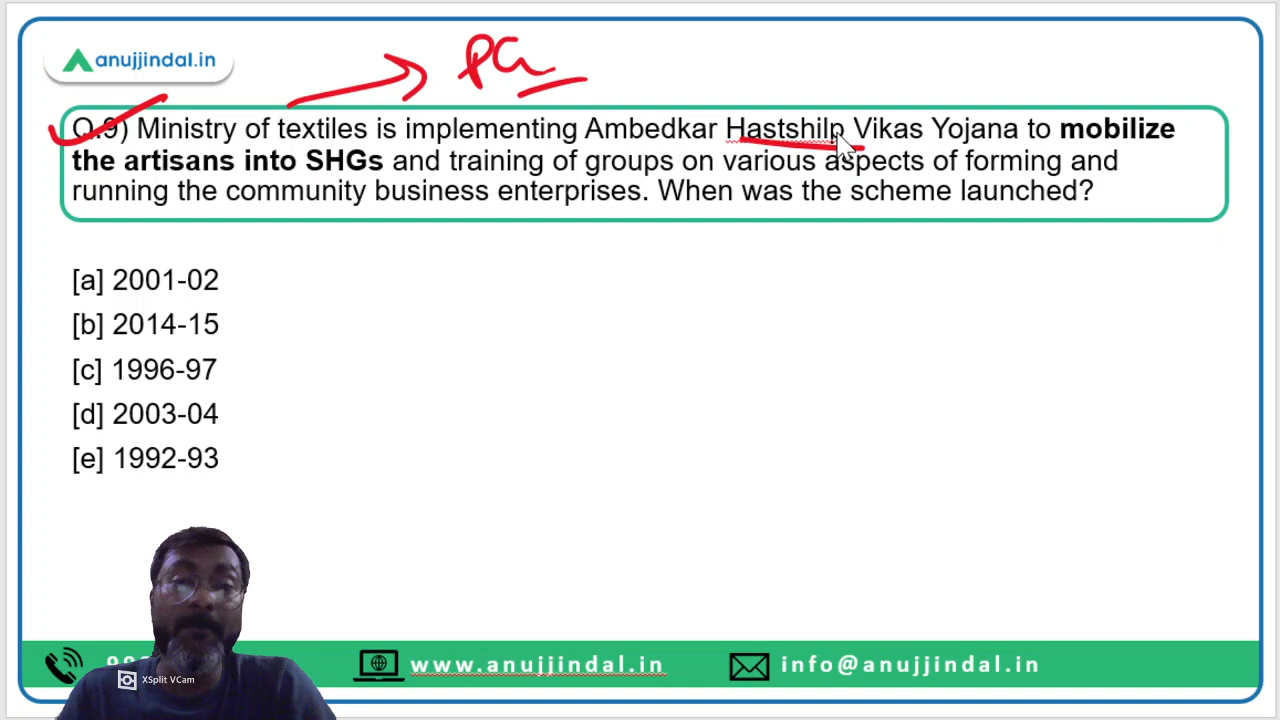 anujjindal.in
PG
Q.9) Ministry of textiles is implementing Ambedkar Hastshilp Vikas Yojana to mobilize
the artisans into SHGs and training of groups on various aspects of forming and
running the community business enterprises. When was the scheme launched?
[a] 2001-02
[b] 2014-15
[c] 1996-97
[d] 2003-04
[e] 1992-93
www.anujjindal.in
info@anujjindal.in
XSplit VCam